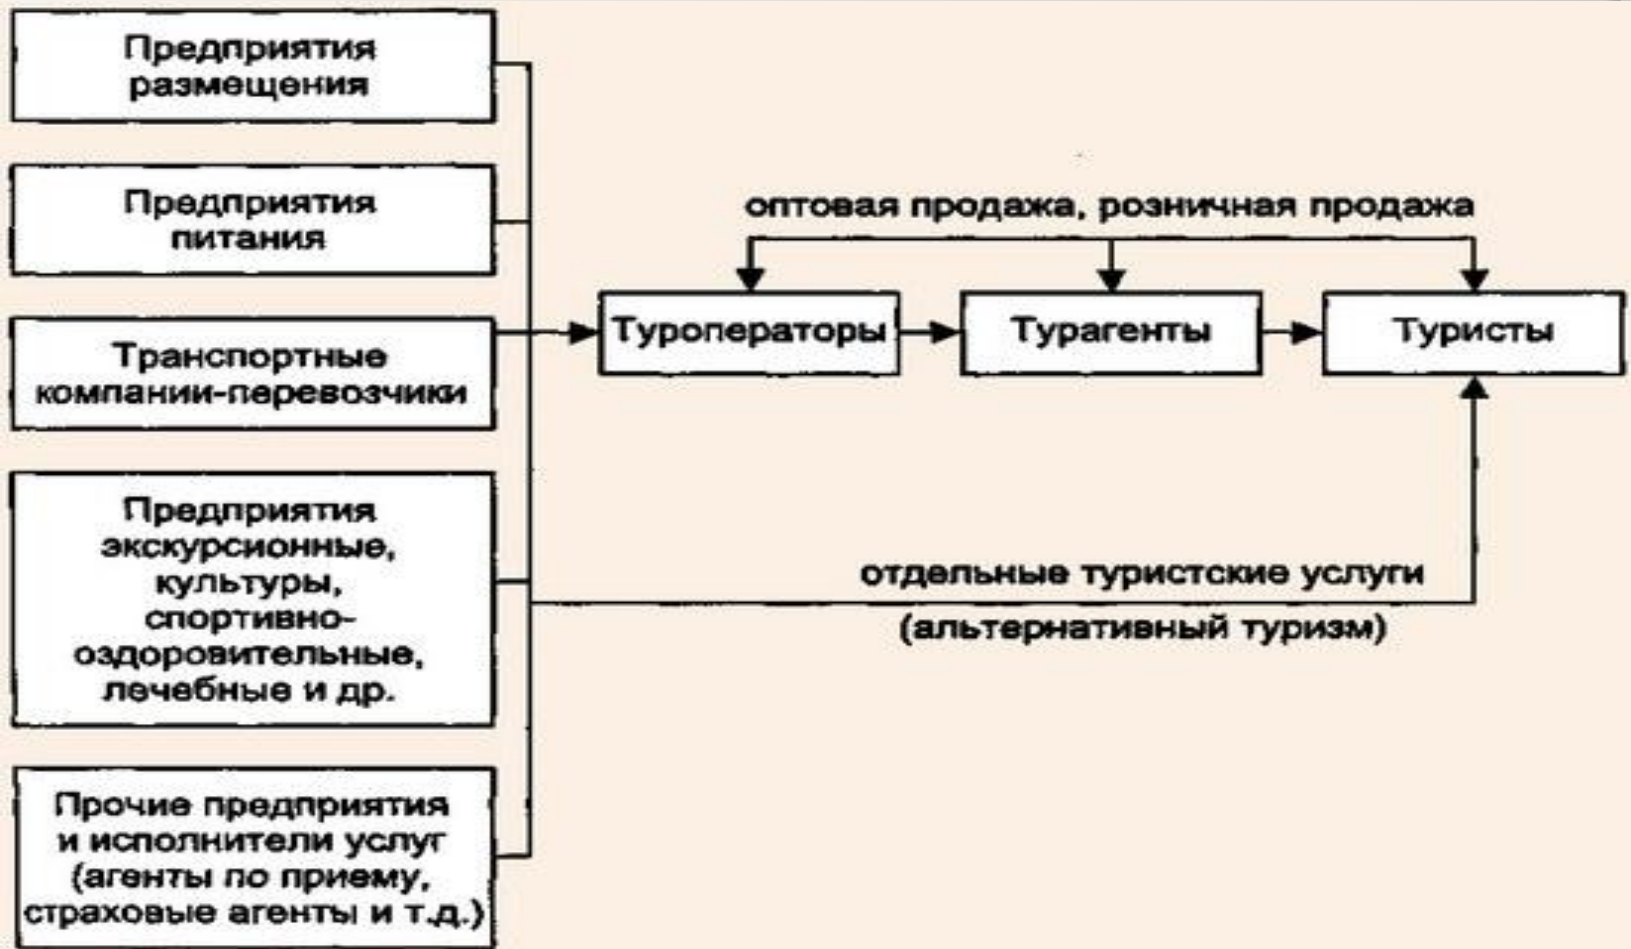 Предприятия
размещения
Предприятия
питания
Транспортные
компании-перевозчики
Предприятия
экскурсионные,
культуры,
спортивно-
оздоровительные,
лечебные и др.
Прочие предприятия
и исполнители услуг
(агенты по приему,
страховые агенты и т.д.)
оптовая продажа, розничная продажа
Туроператоры
Турагенты
Туристы
отдельные туристские услуги
(альтернативный туризм)